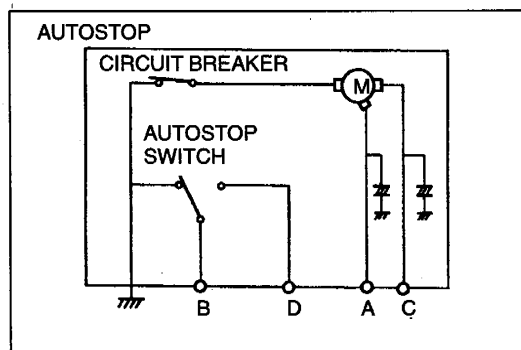 AUTOSTOP
CIRCUIT BREAKER
M
AUTOSTOP
SWITCH
B D A C